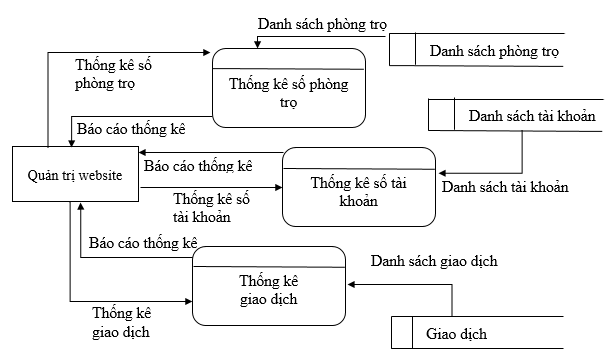 Danh sách phòng trọ
Danh sách phòng trọ
Thống kê số
phòng trọ
Thống kê số phòng
trọ
Danh sách tài khoản
Báo cáo thống kê
Báo cáo thống kê
Quản trị website
Thống kê số tài
khoản
Danh sách tài khoản
Thống kê số
tài khoản
Báo cáo thống kê
Danh sách giao dịch
Thống kê
giao dịch
Thống kê
giao dịch
Giao dịch